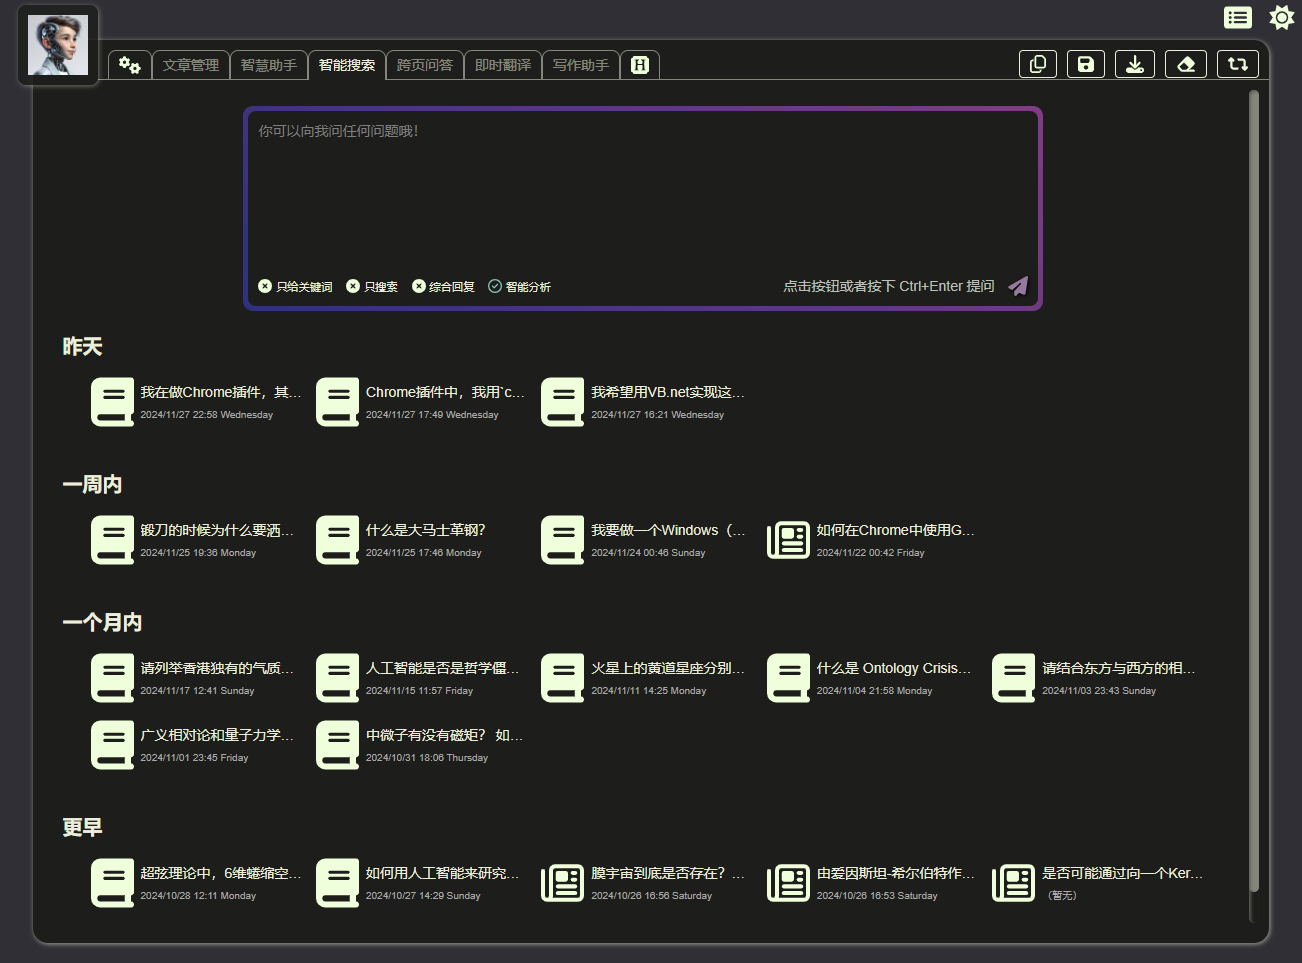 文章管理 智慧助手 智能搜索 跨页问答 即时翻译 写作助手 H
你可以向我问任何问题哦！
只给关键词 只搜索 综合回复 智能分析 点击按钮或者按下 Ctrl+Enter 提问
昨天
我在做Chrome插件，其... Chrome插件中，我用`c... 我希望用VB.net实现这...
2024/11/27 22:58 Wednesday 2024/11/27 17:49 Wednesday 2024/11/27 16:21 Wednesday
一周内
锻刀的时候为什么要洒... 什么是大马士革钢？ 我要做一个Windows（... 如何在Chrome中使用G...
2024/11/25 19:36 Monday 2024/11/25 17:46 Monday 2024/11/24 00:46 Sunday 2024/11/22 00:42 Friday
一个月内
请列举香港独有的气质... 人工智能是否是哲学僵... 火星上的黄道星座分别... 什么是 Ontology Crisis... 请结合东方与西方的相...
2024/11/17 12:41 Sunday 2024/11/15 11:57 Friday 2024/11/11 14:25 Monday 2024/11/04 21:58 Monday 2024/11/03 23:43 Sunday
广义相对论和量子力学... 中微子有没有磁矩？ 如...
2024/11/01 23:45 Friday 2024/10/31 18:06 Thursday
更早
超弦理论中，6维蜷缩空... 如何用人工智能来研究... 膜宇宙到底是否存在？... 由爱因斯坦-希尔伯特作... 是否可能通过向一个Ker...
2024/10/28 12:11 Monday 2024/10/27 14:29 Sunday 2024/10/26 16:56 Saturday 2024/10/26 16:53 Saturday （暂无）